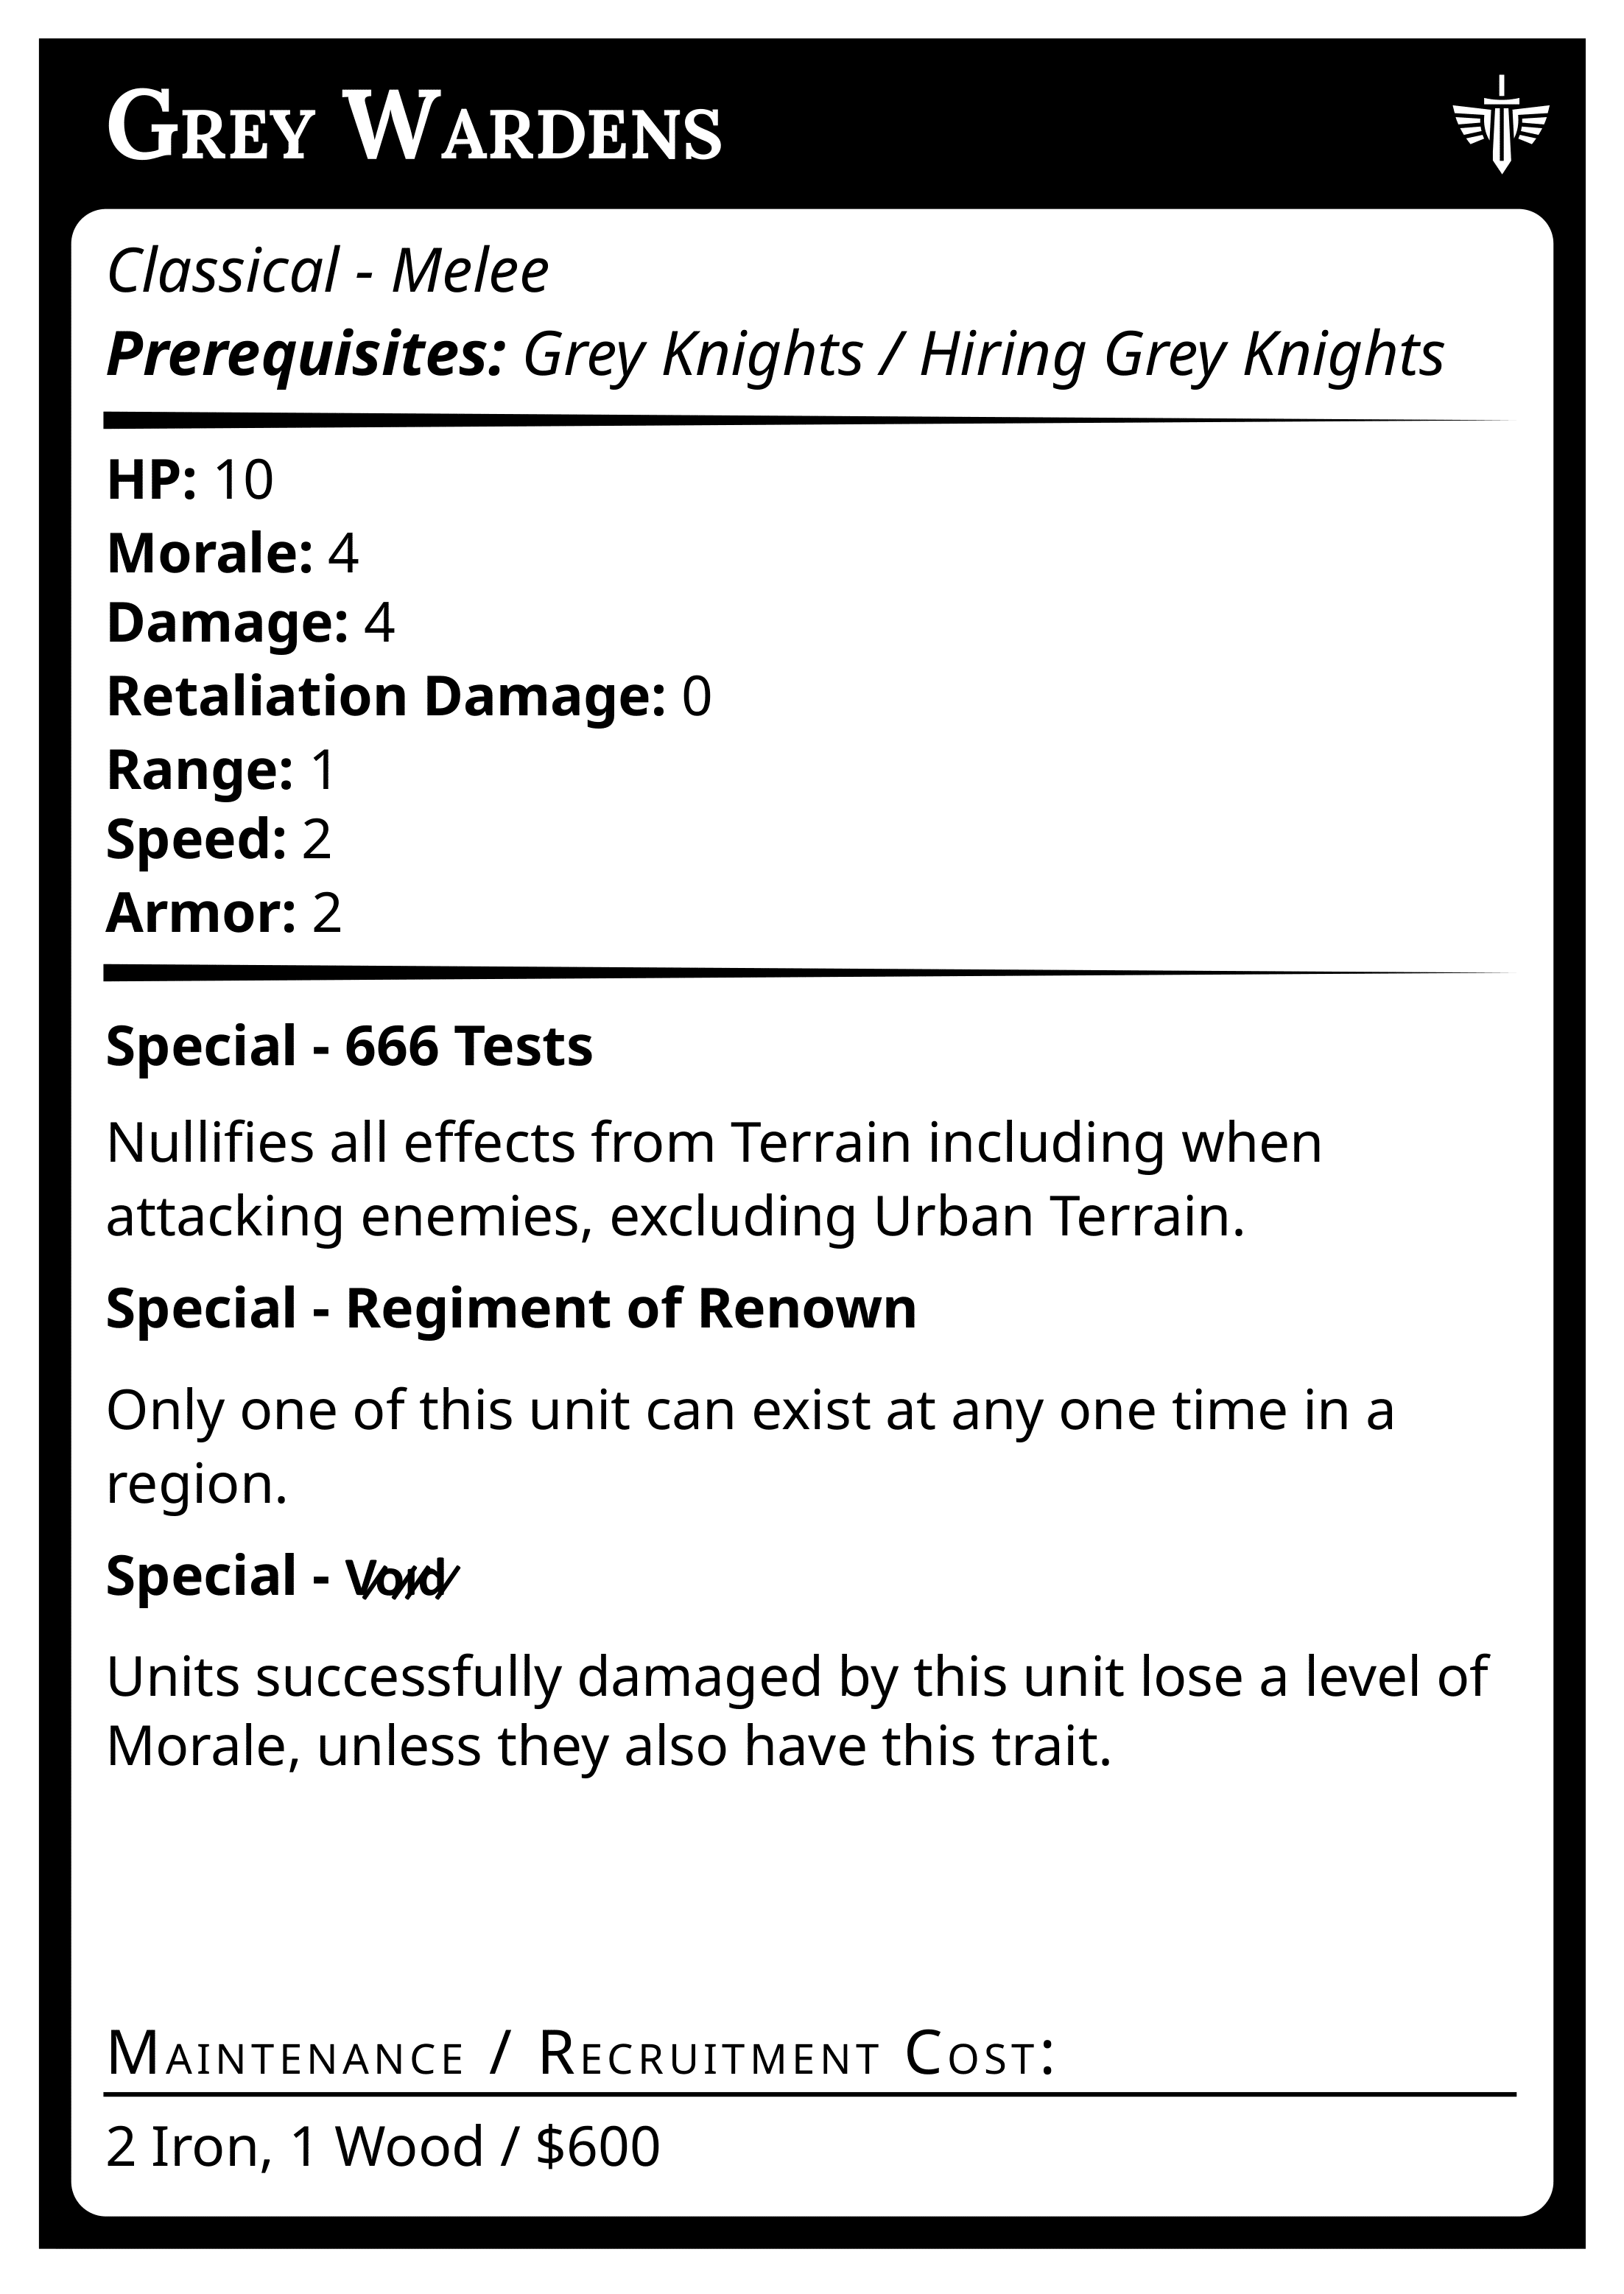 Grey Wardens
Classical - Melee
Prerequisites: Grey Knights / Hiring Grey Knights
HP: 10
Morale: 4
Damage: 4
Retaliation Damage: 0
Range: 1
Speed: 2
Armor: 2
Special - 666 Tests
Nullifies all effects from Terrain including when
attacking enemies, excluding Urban Terrain.
Special - Regiment of Renown
Only one of this unit can exist at any one time in a
region.
Special - Void
Units successfully damaged by this unit lose a level of
Morale, unless they also have this trait.
Maintenance / Recruitment Cost:
2 Iron, 1 Wood / $600